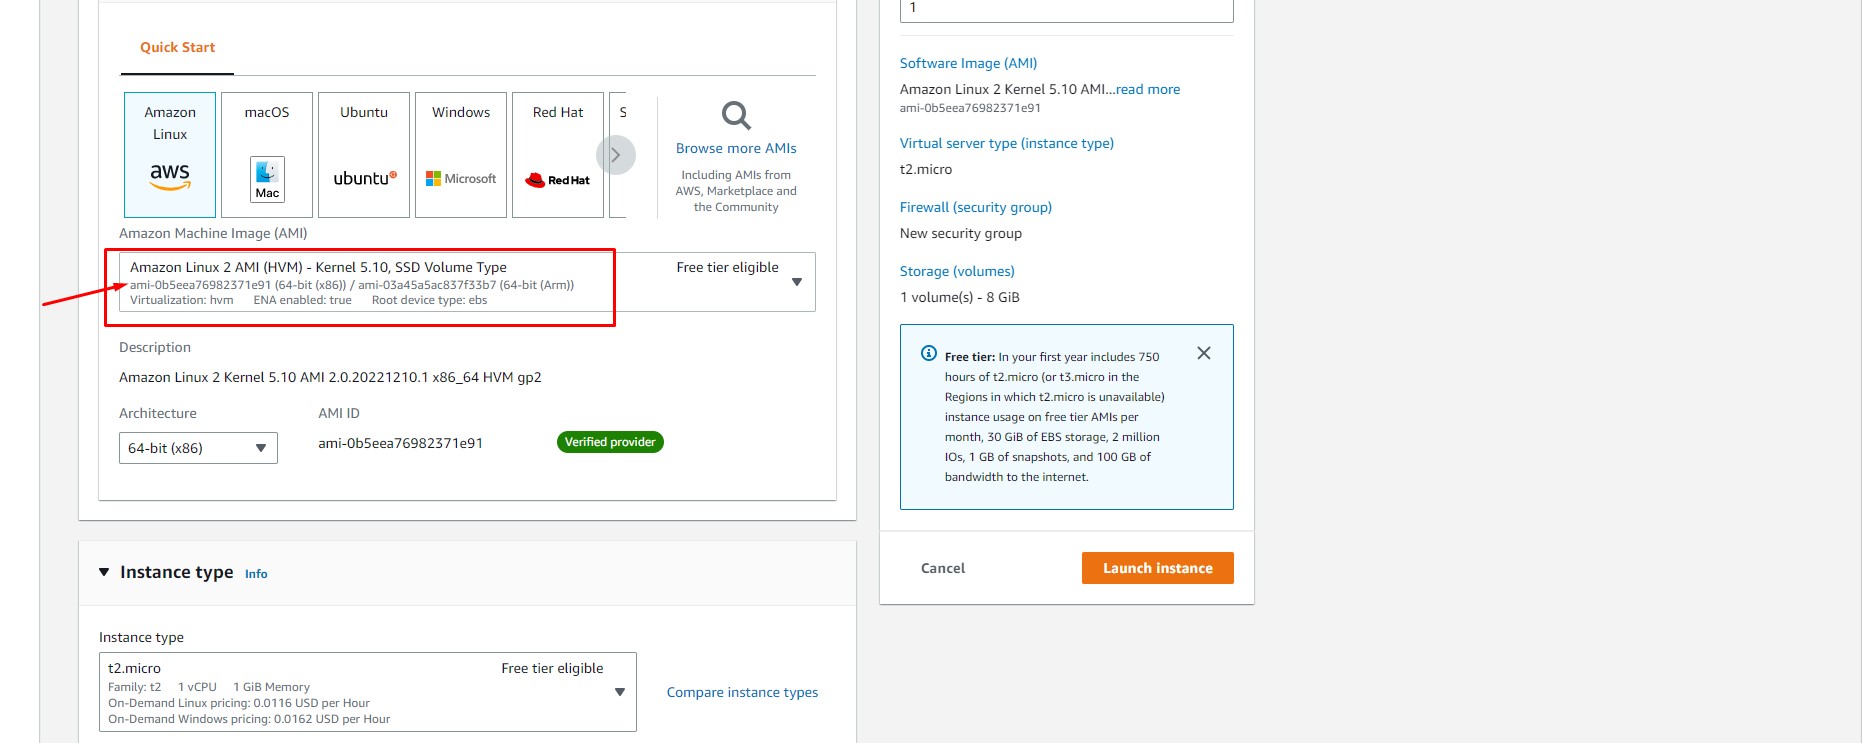 Quick Start
Amazon
Linux
aws
macOS
Mac
Ubuntu
ubuntu
Windows
Microsoft
Red Hat
Red Hat
S
Browse more AMIs
Including AMIs from
AWS, Marketplace and
the Community
Amazon Machine Image (AMI)
Amazon Linux 2 AMI (HVM) - Kernel 5.10, SSD Volume Type
Free tier eligible
ami-0b5eea76982371e91 (64-bit (x86)) / ami-03a45a5ac837f33b7 (64-bit (Arm))
Virtualization: hvm ENA enabled: true Root device type: ebs
Description
Amazon Linux 2 Kernel 5.10 AMI 2.0.20221210.1 x86_64 HVM gp2
Architecture
AMI ID
64-bit (x86)
ami-0b5eea76982371e91
Verified provider
Instance type Info
Instance type
t2.micro
Free tier eligible
Family: t2 1 vCPU 1 GiB Memory
On-Demand Linux pricing: 0.0116 USD per Hour
On-Demand Windows pricing: 0.0162 USD per Hour
Compare instance types
1
Software Image (AMI)
Amazon Linux 2 Kernel 5.10 AMI...read more
ami-0b5eea76982371e91
Virtual server type (instance type)
t2.micro
Firewall (security group)
New security group
Storage (volumes)
1 volume(s) - 8 GiB
Free tier: In your first year includes 750
hours of t2.micro (or t3.micro in the
Regions in which t2.micro is unavailable)
instance usage on free tier AMIs per
month, 30 GiB of EBS storage, 2 million
IOs, 1 GB of snapshots, and 100 GB of
bandwidth to the internet.
Cancel
Launch instance